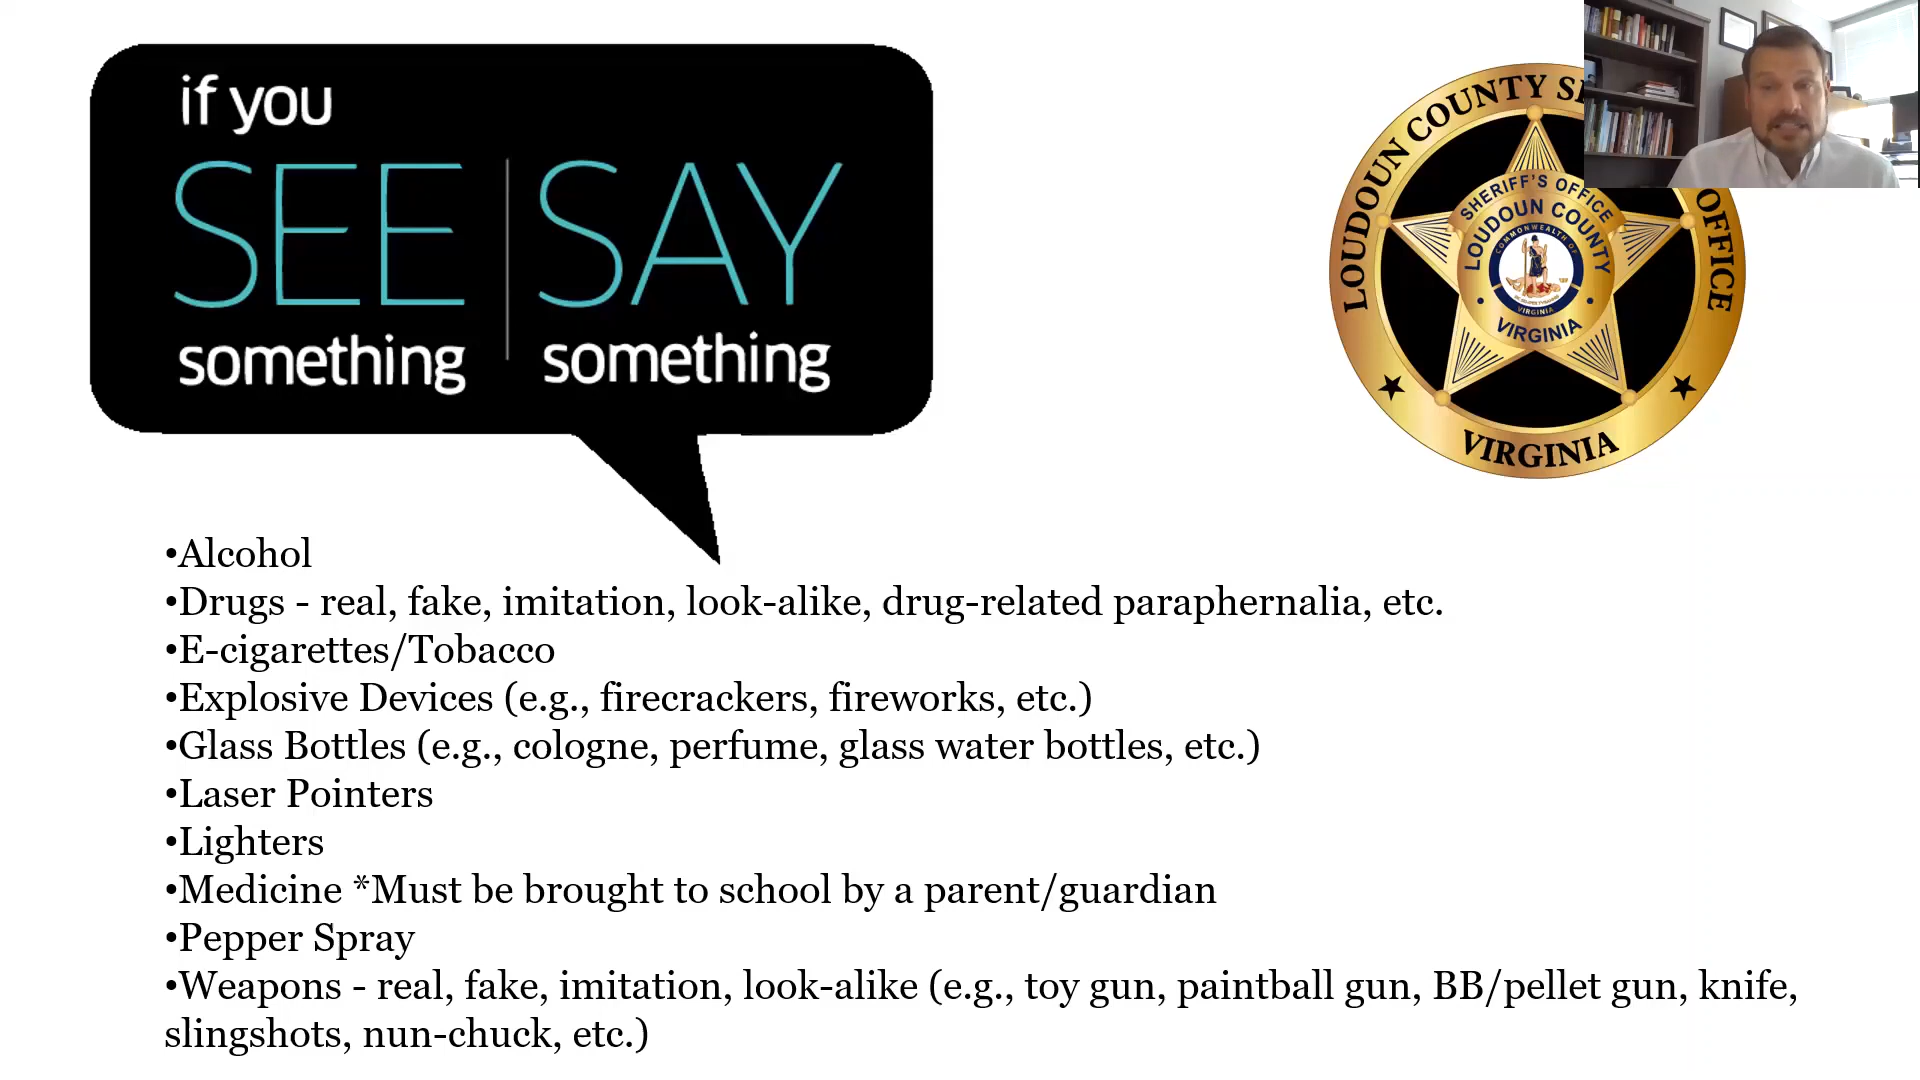 if you
SEE SAY
something something
LOUDOUN COUNTY
OFFICE
VIRGINIA
SHERIFF'S OFFICE
LOUDOUN COUNTY
COMMONWEALTH OF
VIRGINIA
VIRGINIA
•Alcohol
•Drugs - real, fake, imitation, look-alike, drug-related paraphernalia, etc.
•E-cigarettes/Tobacco
•Explosive Devices (e.g., firecrackers, fireworks, etc.)
•Glass Bottles (e.g., cologne, perfume, glass water bottles, etc.)
•Laser Pointers
•Lighters
•Medicine *Must be brought to school by a parent/guardian
•Pepper Spray
•Weapons - real, fake, imitation, look-alike (e.g., toy gun, paintball gun, BB/pellet gun, knife,
slingshots, nun-chuck, etc.)